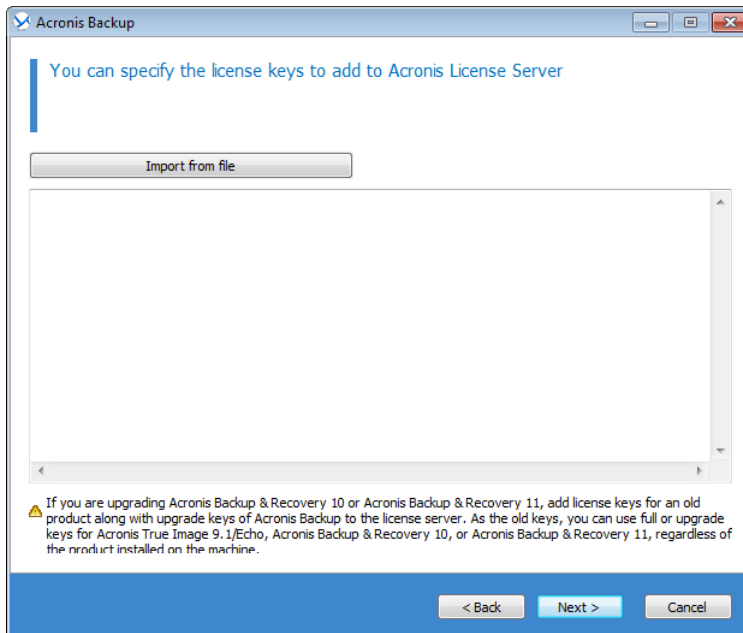 Acronis Backup
You can specify the license keys to add to Acronis License Server
Import from file
If you are upgrading Acronis Backup & Recovery 10 or Acronis Backup & Recovery 11, add license keys for an old
product along with upgrade keys of Acronis Backup to the license server. As the old keys, you can use full or upgrade
keys for Acronis True Image 9.1/Echo, Acronis Backup & Recovery 10, or Acronis Backup & Recovery 11, regardless of
the product installed on the machine.
< Back
Next >
Cancel